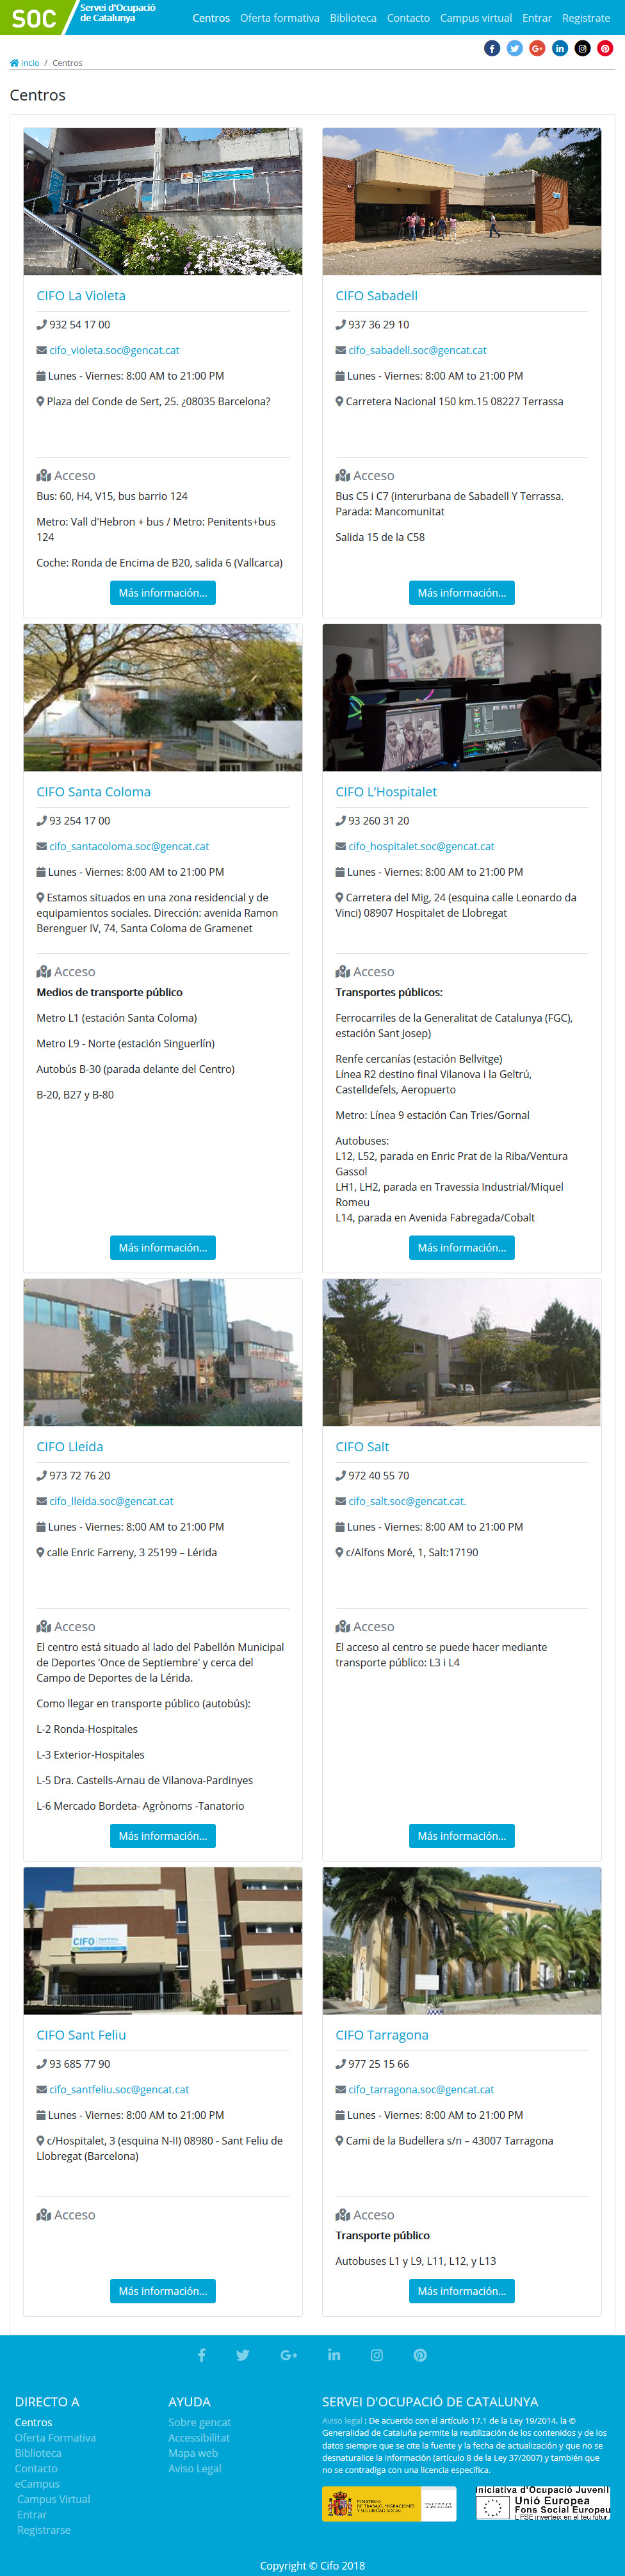 SOC Servei d'Ocupació
de Catalunya
Centros Oferta formativa Biblioteca Contacto Campus virtual Entrar Registrate
Incio / Centros
Centros
CIFO La Violeta
932 54 17 00
cifo_violeta.soc@gencat.cat
Lunes - Viernes: 8:00 AM to 21:00 PM
Plaza del Conde de Sert, 25. ¿08035 Barcelona?
Acceso
Bus: 60, H4, V15, bus barrio 124
Metro: Vall d'Hebron + bus / Metro: Penitents+bus
124
Coche: Ronda de Encima de B20, salida 6 (Vallcarca)
Más información...
CIFO Sabadell
937 36 29 10
cifo_sabadell.soc@gencat.cat
Lunes - Viernes: 8:00 AM to 21:00 PM
Carretera Nacional 150 km.15 08227 Terrassa
Acceso
Bus C5 i C7 (interurbana de Sabadell Y Terrassa.
Parada: Mancomunitat
Salida 15 de la C58
Más información...
CIFO Santa Coloma
93 254 17 00
cifo_santacoloma.soc@gencat.cat
Lunes - Viernes: 8:00 AM to 21:00 PM
Estamos situados en una zona residencial y de
equipamientos sociales. Dirección: avenida Ramon
Berenguer IV, 74, Santa Coloma de Gramenet
Acceso
Medios de transporte público
Metro L1 (estación Santa Coloma)
Metro L9 - Norte (estación Singuerlín)
Autobús B-30 (parada delante del Centro)
B-20, B27 y B-80
Más información...
CIFO L'Hospitalet
93 260 31 20
cifo_hospitalet.soc@gencat.cat
Lunes - Viernes: 8:00 AM to 21:00 PM
Carretera del Mig, 24 (esquina calle Leonardo da
Vinci) 08907 Hospitalet de Llobregat
Acceso
Transportes públicos:
Ferrocarriles de la Generalitat de Catalunya (FGC),
estación Sant Josep)
Renfe cercanías (estación Bellvitge)
Línea R2 destino final Vilanova i la Geltrú,
Castelldefels, Aeropuerto
Metro: Línea 9 estación Can Tries/Gornal
Autobuses:
L12, L52, parada en Enric Prat de la Riba/Ventura
Gassol
LH1, LH2, parada en Travessia Industrial/Miquel
Romeu
L14, parada en Avenida Fabregada/Cobalt
Más información...
CIFO Lleida
973 72 76 20
cifo_lleida.soc@gencat.cat
Lunes - Viernes: 8:00 AM to 21:00 PM
calle Enric Farreny, 3 25199 – Lérida
Acceso
El centro está situado al lado del Pabellón Municipal
de Deportes 'Once de Septiembre' y cerca del
Campo de Deportes de la Lérida.
Como llegar en transporte público (autobús):
L-2 Ronda-Hospitales
L-3 Exterior-Hospitales
L-5 Dra. Castells-Arnau de Vilanova-Pardinyes
L-6 Mercado Bordeta- Agrònoms -Tanatorio
Más información...
CIFO Salt
972 40 55 70
cifo_salt.soc@gencat.cat.
Lunes - Viernes: 8:00 AM to 21:00 PM
c/Alfons Moré, 1, Salt:17190
Acceso
El acceso al centro se puede hacer mediante
transporte público: L3 i L4
Más información...
CIFO
CIFO Sant Feliu
93 685 77 90
cifo_santfeliu.soc@gencat.cat
Lunes - Viernes: 8:00 AM to 21:00 PM
c/Hospitalet, 3 (esquina N-II) 08980 - Sant Feliu de
Llobregat (Barcelona)
Acceso
Más información...
CIFO Tarragona
977 25 15 66
cifo_tarragona.soc@gencat.cat
Lunes - Viernes: 8:00 AM to 21:00 PM
Cami de la Budellera s/n – 43007 Tarragona
Acceso
Transporte público
Autobuses L1 y L9, L11, L12, y L13
Más información...
DIRECTO A
Centros
Oferta Formativa
Biblioteca
Contacto
eCampus
Campus Virtual
Entrar
Registrarse
AYUDA
Sobre gencat
Accessibilitat
Mapa web
Aviso Legal
SERVEI D'OCUPACIÓ DE CATALUNYA
Aviso legal : De acuerdo con el artículo 17.1 de la Ley 19/2014, la ©
Generalidad de Cataluña permite la reutilización de los contenidos y de los
datos siempre que se cite la fuente y la fecha de actualización y que no se
desnaturalice la información (artículo 8 de la Ley 37/2007) y también que
no se contradiga con una licencia específica.
MINISTERIO
DE TRABAJO, MIGRACIONES
Y SEGURIDAD SOCIAL
Iniciativa d'Ocupació Juvenil
Unió Europea
Fons Social Europeu
L'FSE inverteix en el teu futur
Copyright © Cifo 2018